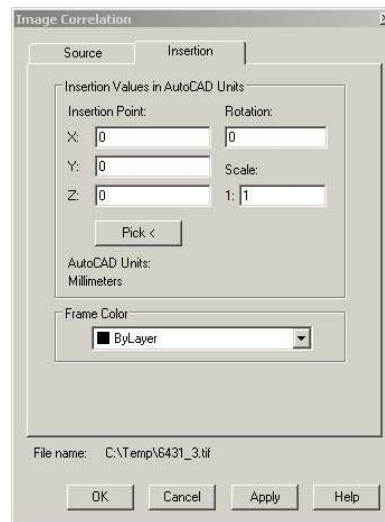 Image Correlation
Source Insertion
Insertion Values in AutoCAD Units
Insertion Point: Rotation:
X: 0 0
Y: 0
Scale:
Z: 0 1: 1
Pick <
AutoCAD Units:
Millimeters
Frame Color
ByLayer
File name: C:\Temp\6431_3.tif
OK Cancel Apply Help